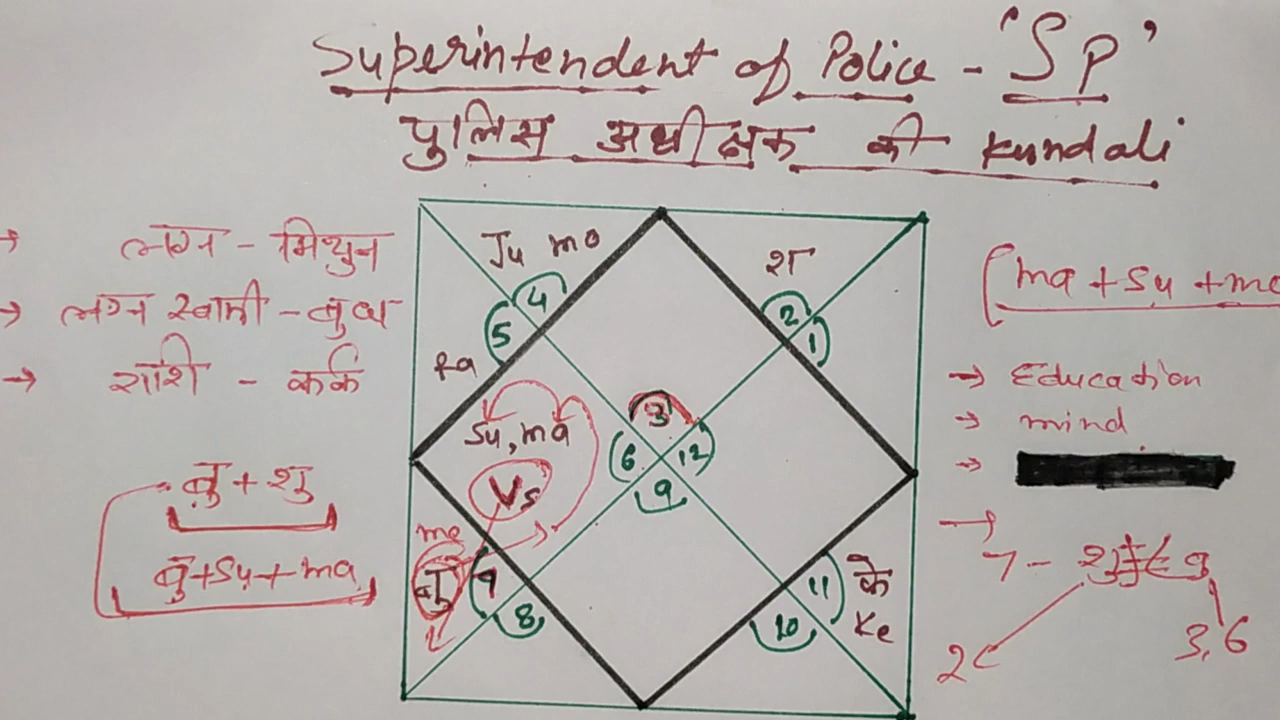 Superintendent of Police - 'SP'
पुलिस अधीक्षक की kundali
→ लग्न - मिथुन
→ लग्न स्वामी - बुध
→ राशि - कर्क
बु + शु
बु + Su + ma
Ju mo
4
5
Ra
श
2
1
3
Su, ma
Vs
6
12
9
me
बु
7
8
11
के
Ke
10
(ma + Su + me
→ Education
→ mind
→
→ 7 -
2
3, 6